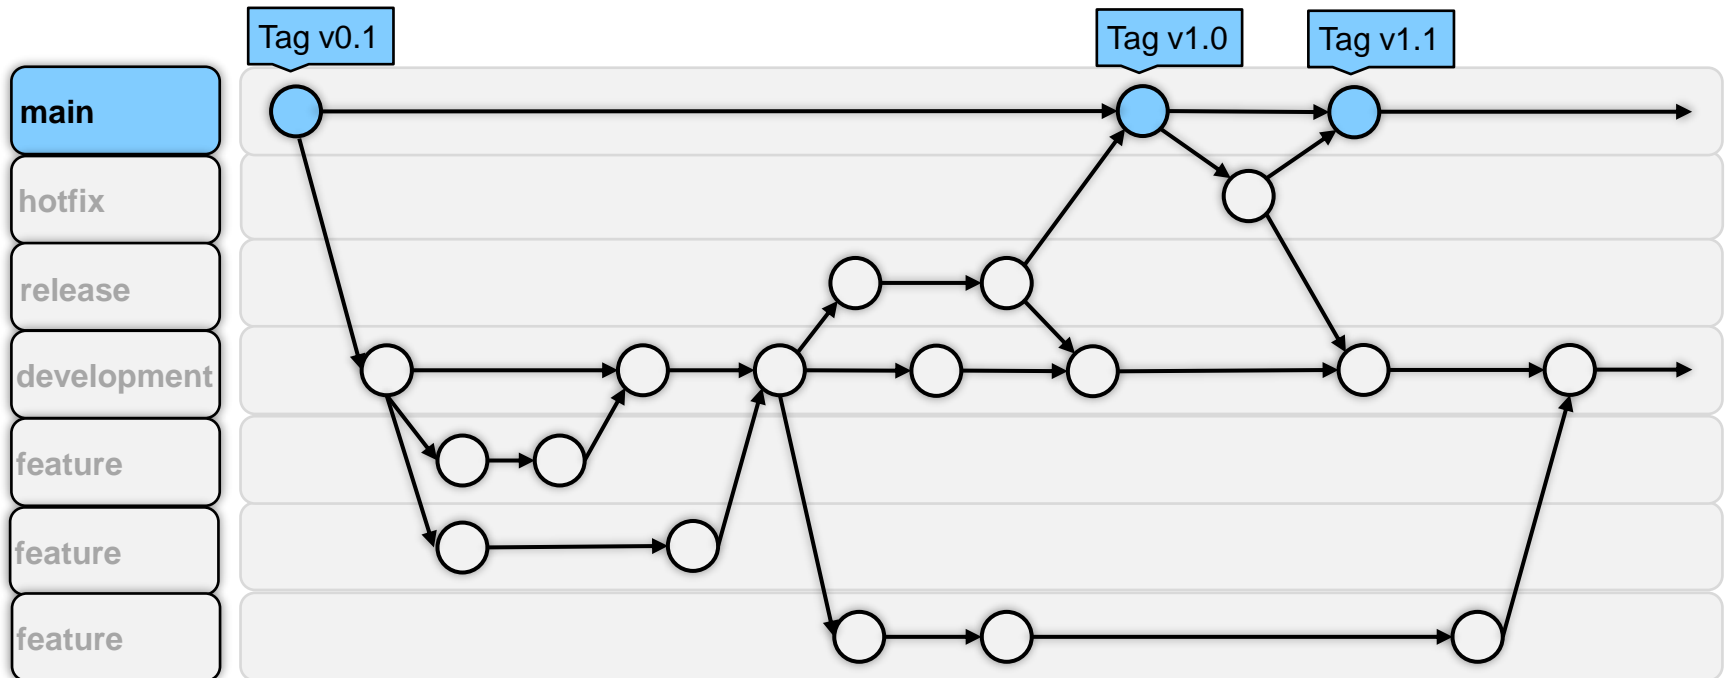 Tag v0.1
Tag v1.0
Tag v1.1
main
hotfix
release
development
feature
feature
feature